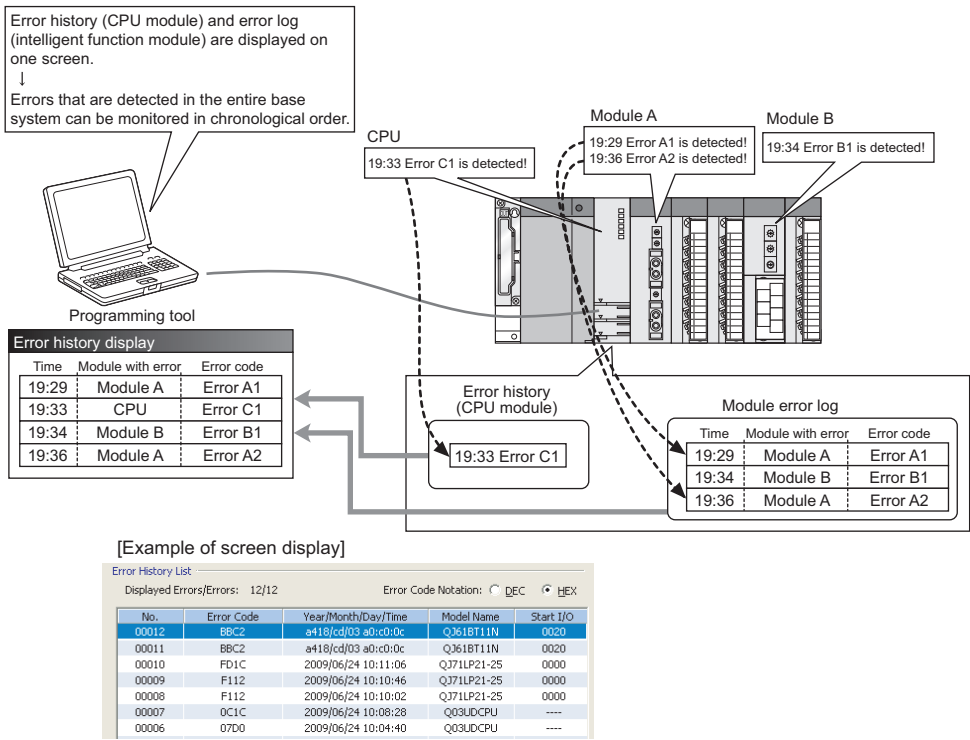 Error history (CPU module) and error log
(intelligent function module) are displayed on
one screen.
↓
Errors that are detected in the entire base
system can be monitored in chronological order.
CPU
19:33 Error C1 is detected!
Module A
19:29 Error A1 is detected!
19:36 Error A2 is detected!
Module B
19:34 Error B1 is detected!
Programming tool
Error history display
Time Module with error Error code
19:29 Module A Error A1
19:33 CPU Error C1
19:34 Module B Error B1
19:36 Module A Error A2
Error history
(CPU module)
19:33 Error C1
Module error log
Time Module with error Error code
19:29 Module A Error A1
19:34 Module B Error B1
19:36 Module A Error A2
[Example of screen display]
Error History List
Displayed Errors/Errors: 12/12 Error Code Notation: DEC HEX
No. Error Code Year/Month/Day/Time Model Name Start I/O
00012 BBC2 a418/cd/03 a0:c0:0c QJ61BT11N 0020
00011 BBC2 a418/cd/03 a0:c0:0c QJ61BT11N 0020
00010 FD1C 2009/06/24 10:11:06 QJ71LP21-25 0000
00009 F112 2009/06/24 10:10:46 QJ71LP21-25 0000
00008 F112 2009/06/24 10:10:02 QJ71LP21-25 0000
00007 0C1C 2009/06/24 10:08:28 Q03UDCPU ----
00006 07D0 2009/06/24 10:04:40 Q03UDCPU ----